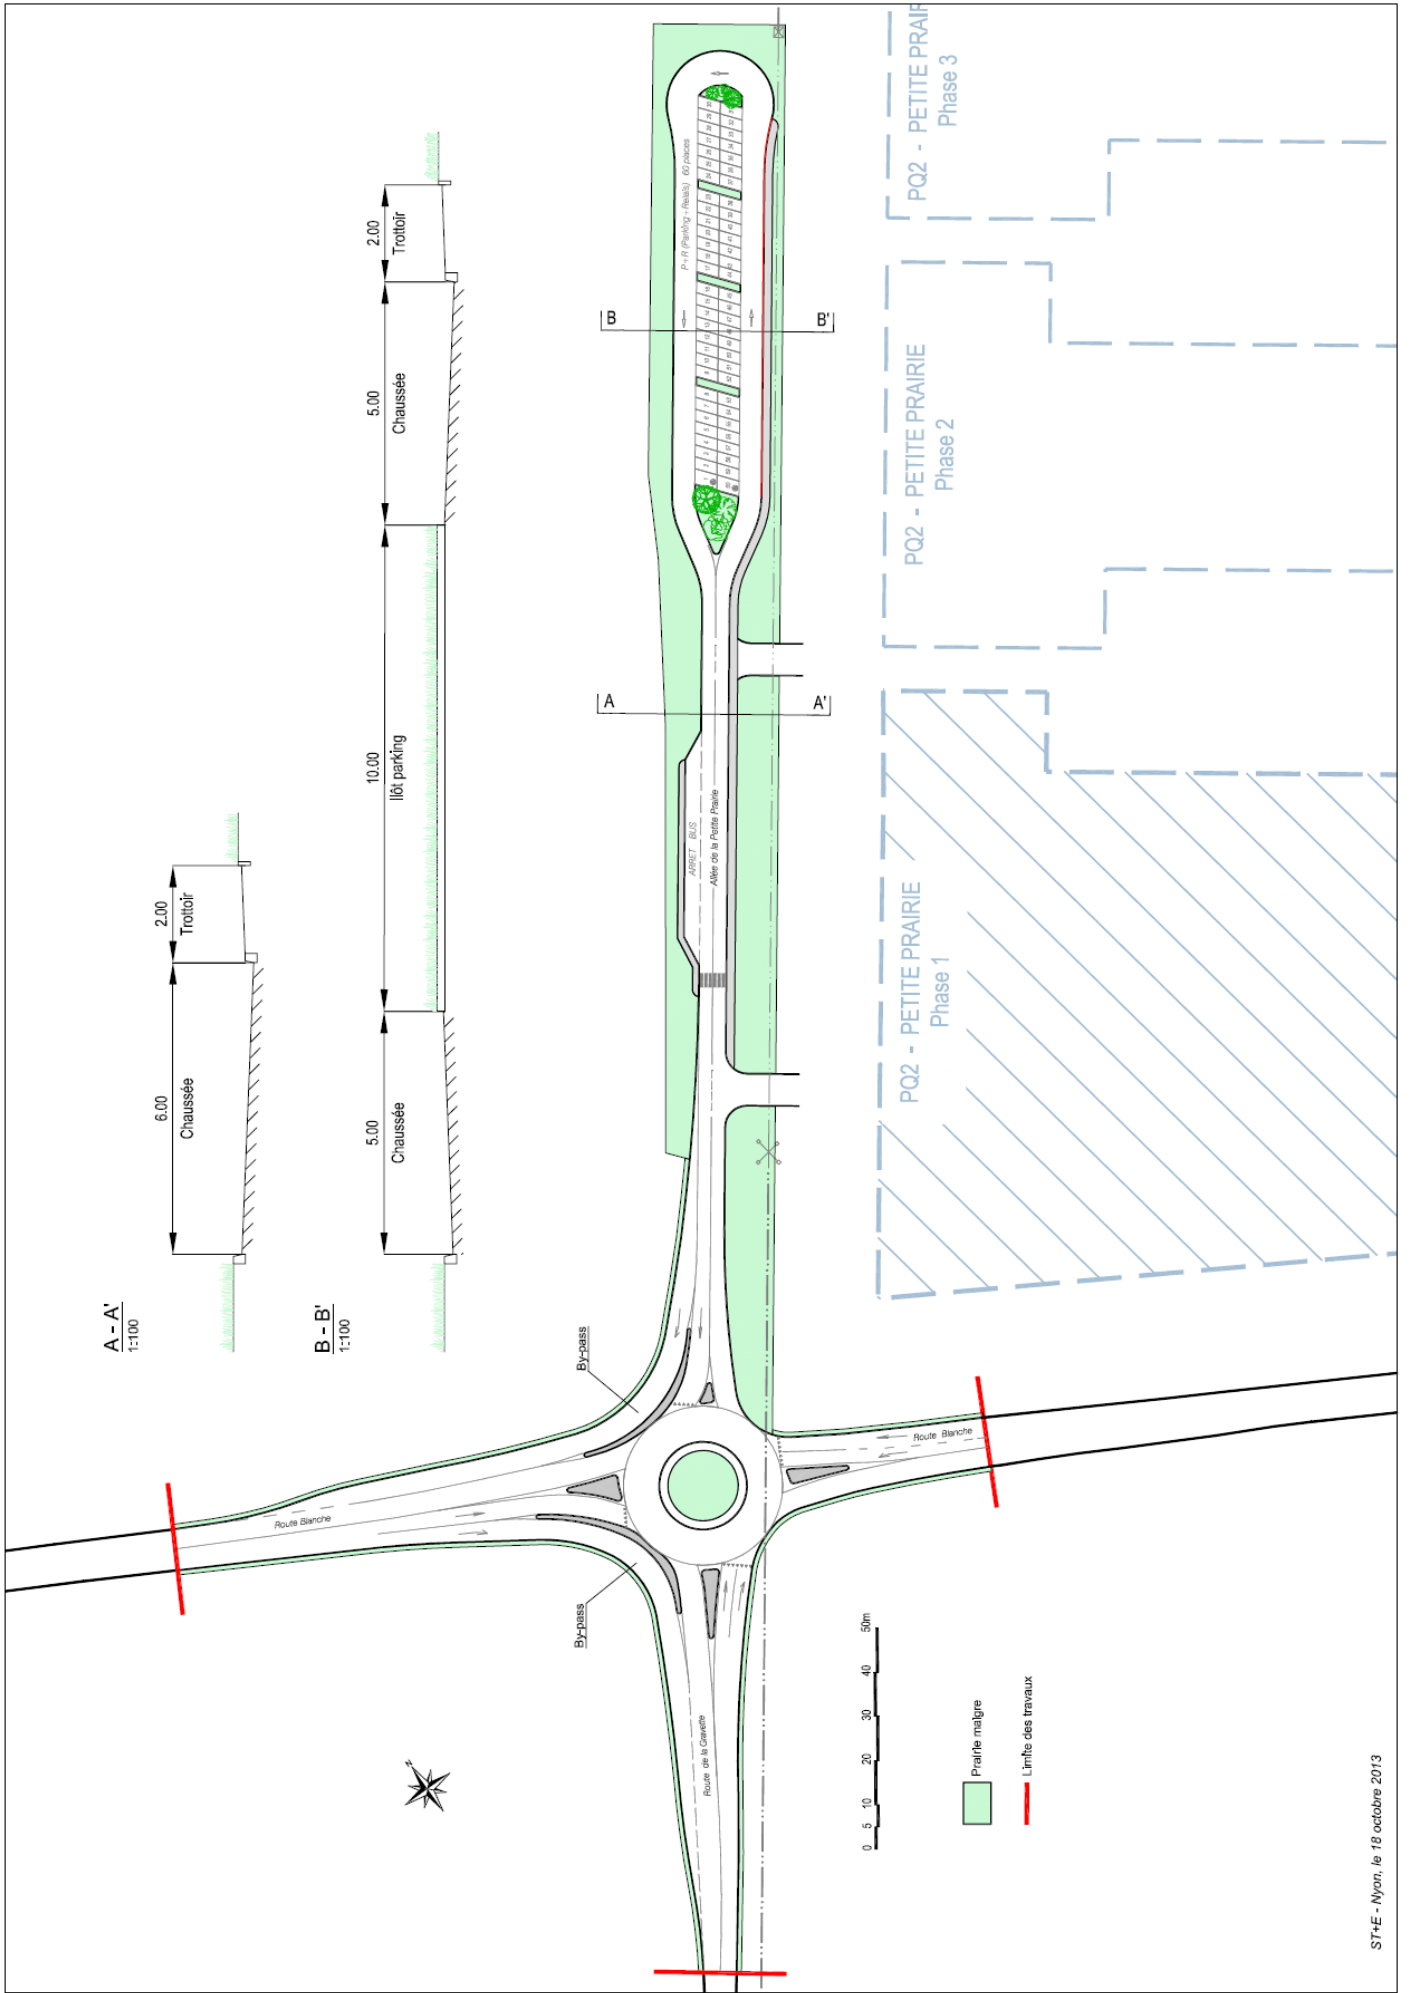 A - A'
1:100
6.00
Chaussée
2.00
Trottoir
B - B'
1:100
5.00
Chaussée
10.00
Ilôt parking
5.00
Chaussée
2.00
Trottoir
P+R (Parking + Relais) 60 places
B
B'
A
A'
ARRET BUS
Allée de la Petite Prairie
By-pass
By-pass
Route Blanche
Route Blanche
Route de la Gravette
PQ2 - PETITE PRAIRIE
Phase 1
PQ2 - PETITE PRAIRIE
Phase 2
PQ2 - PETITE PRAIR
Phase 3
N
0 5 10 20 30 40 50m
Prairie maigre
Limite des travaux
ST+E - Nyon, le 18 octobre 2013